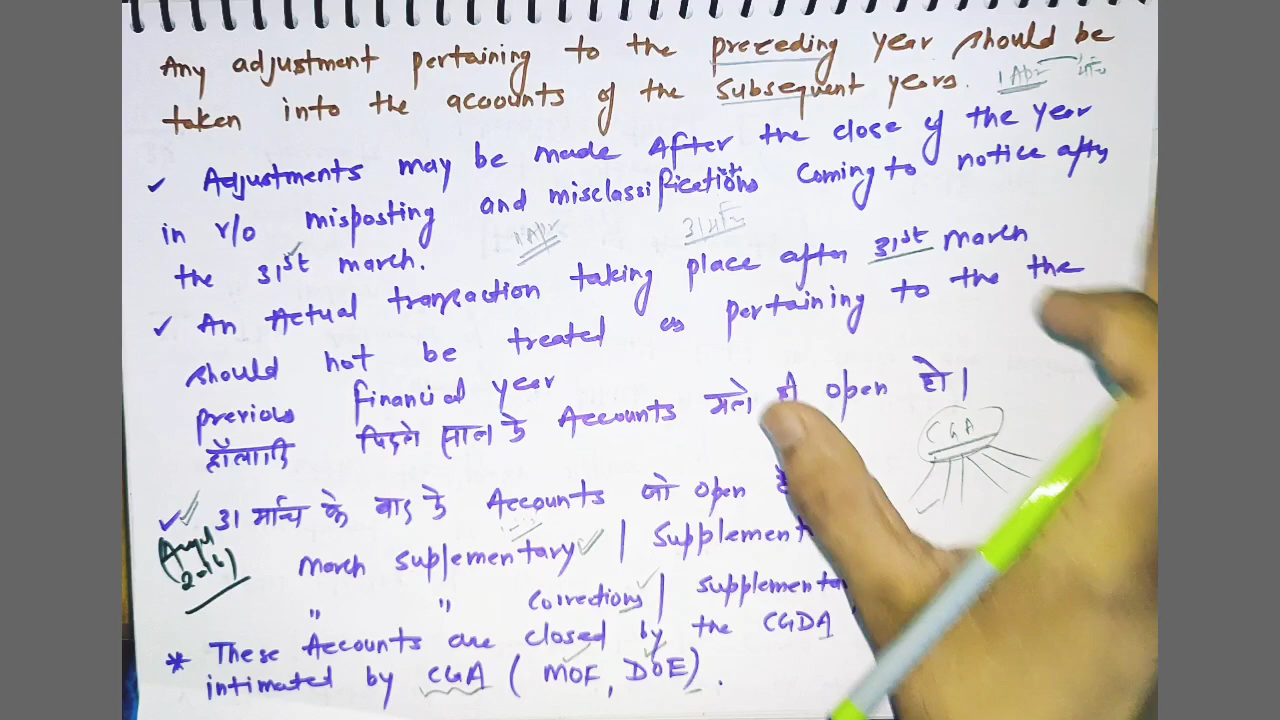 Any adjustment pertaining to the preceding year should be
taken into the accounts of the subsequent years. 1 Apr
✓ Adjustments may be made After the close of the Year
in r/o misposting and misclassifications coming to notice after
the 31st march. 1 Apr 31 मार्च
✓ An Actual transaction taking place after 31st march
should not be treated as pertaining to the the
previous financial year
हॉलाकि पिछले साल के Accounts भले ही open हो।
CGA
✓ 31 मार्च के बाद के Accounts जो open
March suplementary | Supplement
" " Corrections | supplementa
2016)
* These Accounts are closed by the CGDA
intimated by CGA (MOF, DOE).